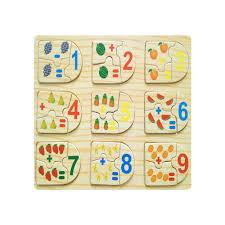 = 1
+ = 2
+ = 3
+ = 4
+ = 5
+ = 6
+ = 7
+ = 8
+ = 9